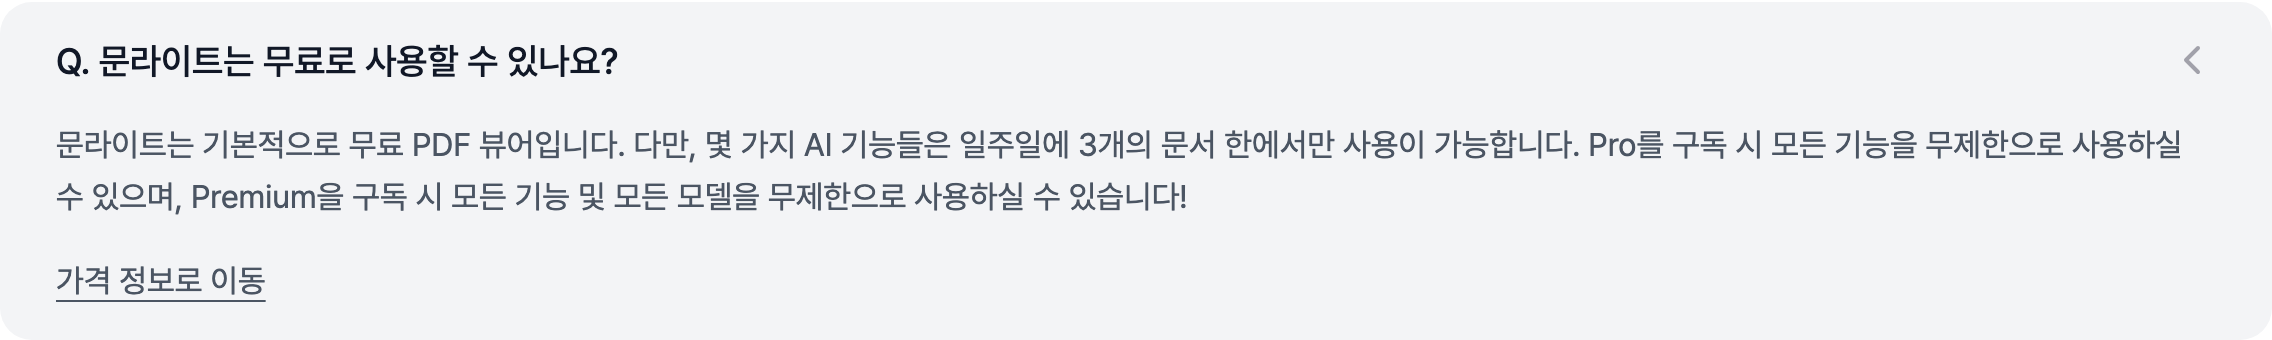 Q. 문라이트는 무료로 사용할 수 있나요?
문라이트는 기본적으로 무료 PDF 뷰어입니다. 다만, 몇 가지 AI 기능들은 일주일에 3개의 문서 한에서만 사용이 가능합니다. Pro를 구독 시 모든 기능을 무제한으로 사용하실
수 있으며, Premium을 구독 시 모든 기능 및 모든 모델을 무제한으로 사용하실 수 있습니다!
가격 정보로 이동